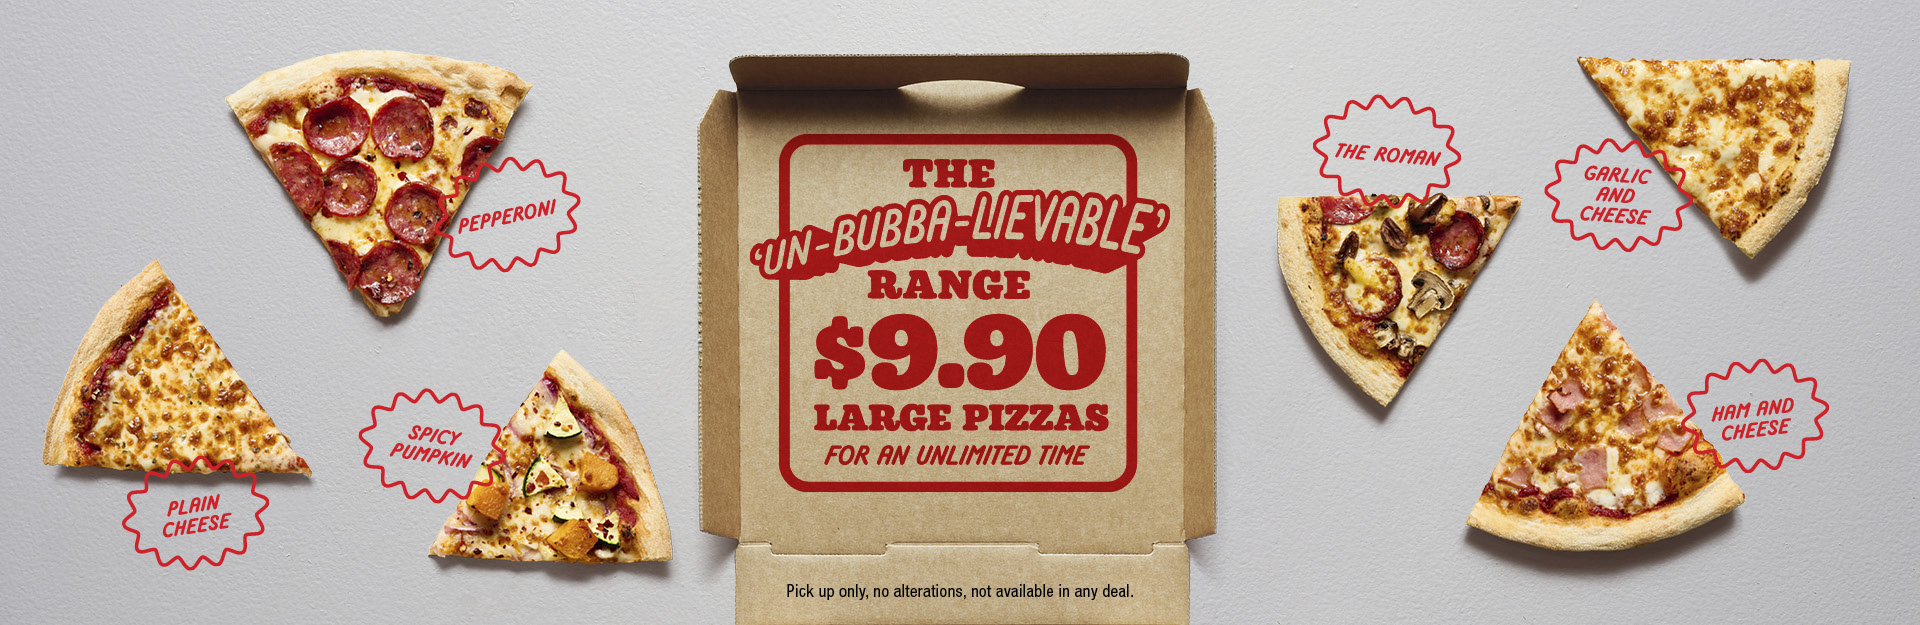 PEPPERONI
PLAIN
CHEESE
SPICY
PUMPKIN
THE
'UN-BUBBA-LIEVABLE'
RANGE
$9.90
LARGE PIZZAS
FOR AN UNLIMITED TIME
Pick up only, no alterations, not available in any deal.
THE ROMAN
GARLIC
AND
CHEESE
HAM AND
CHEESE